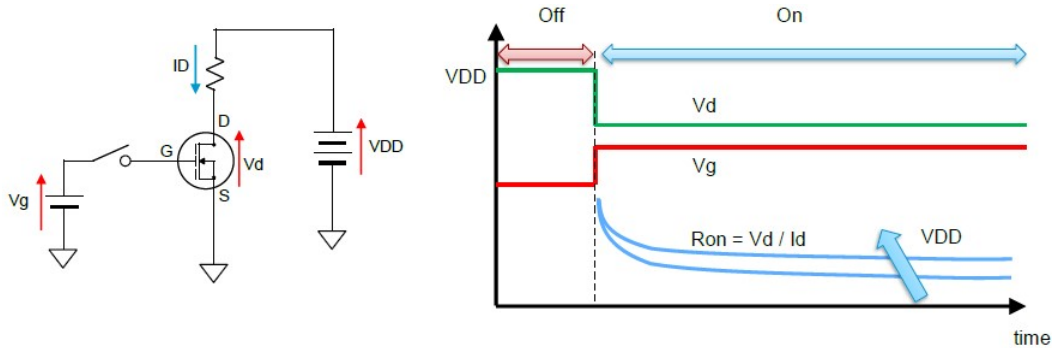 ID
D
G
S
Vd
VDD
Vg
Off
On
VDD
Vd
Vg
Ron = Vd / Id
VDD
time